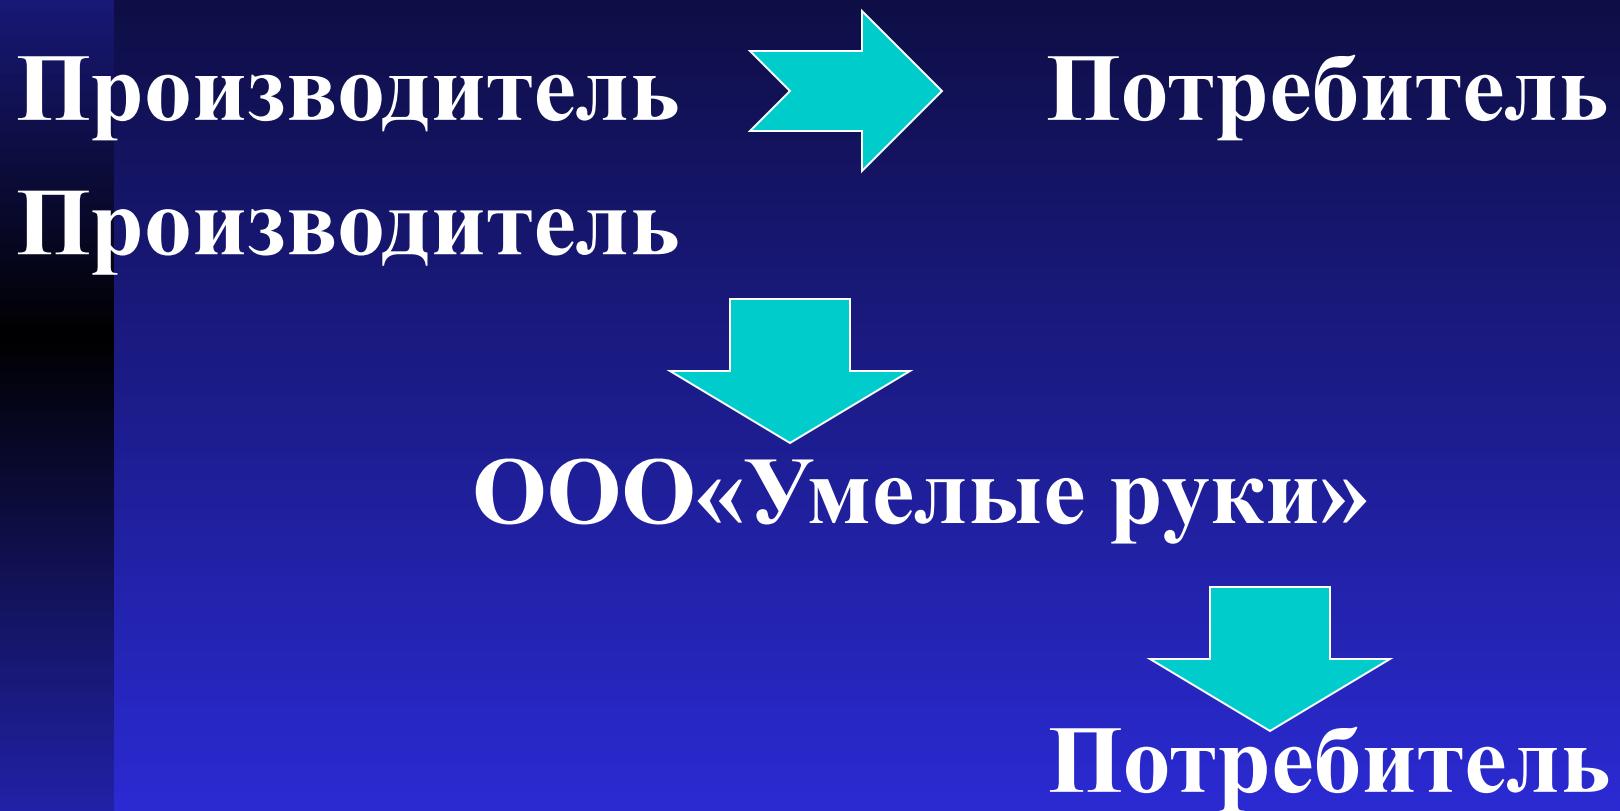 Производитель Потребитель
Производитель
ООО«Умелые руки»
Потребитель